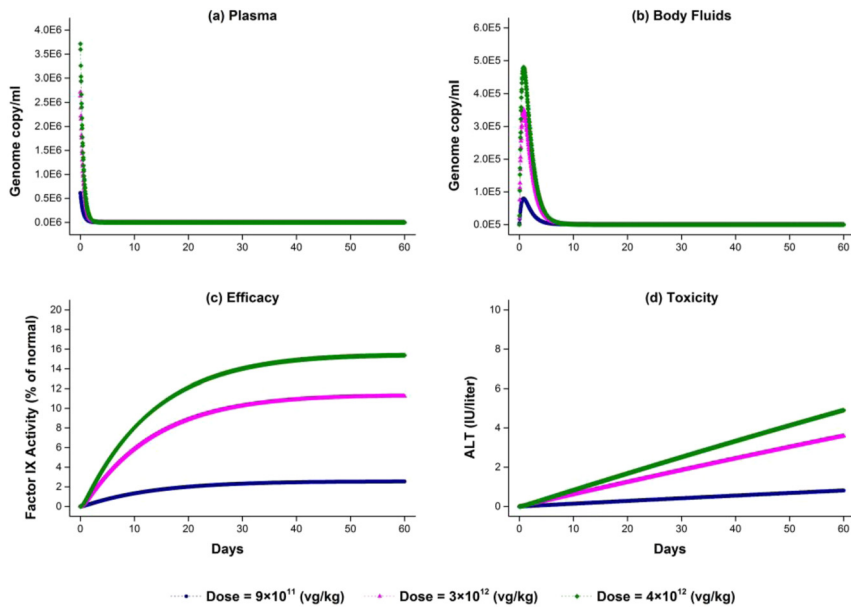 (a) Plasma
Genome copy/ml
4.0E6
3.5E6
3.0E6
2.5E6
2.0E6
1.5E6
1.0E6
0.5E6
0.0E6
0 10 20 30 40 50 60
(b) Body Fluids
Genome copy/ml
6.0E5
5.0E5
4.0E5
3.0E5
2.0E5
1.0E5
0.0E5
0 10 20 30 40 50 60
(c) Efficacy
Factor IX Activity (% of normal)
20
18
16
14
12
10
8
6
4
2
0
0 10 20 30 40 50 60
Days
(d) Toxicity
ALT (IU/liter)
10
8
6
4
2
0
0 10 20 30 40 50 60
Days
Dose = 9×10¹¹ (vg/kg) Dose = 3×10¹² (vg/kg) Dose = 4×10¹² (vg/kg)